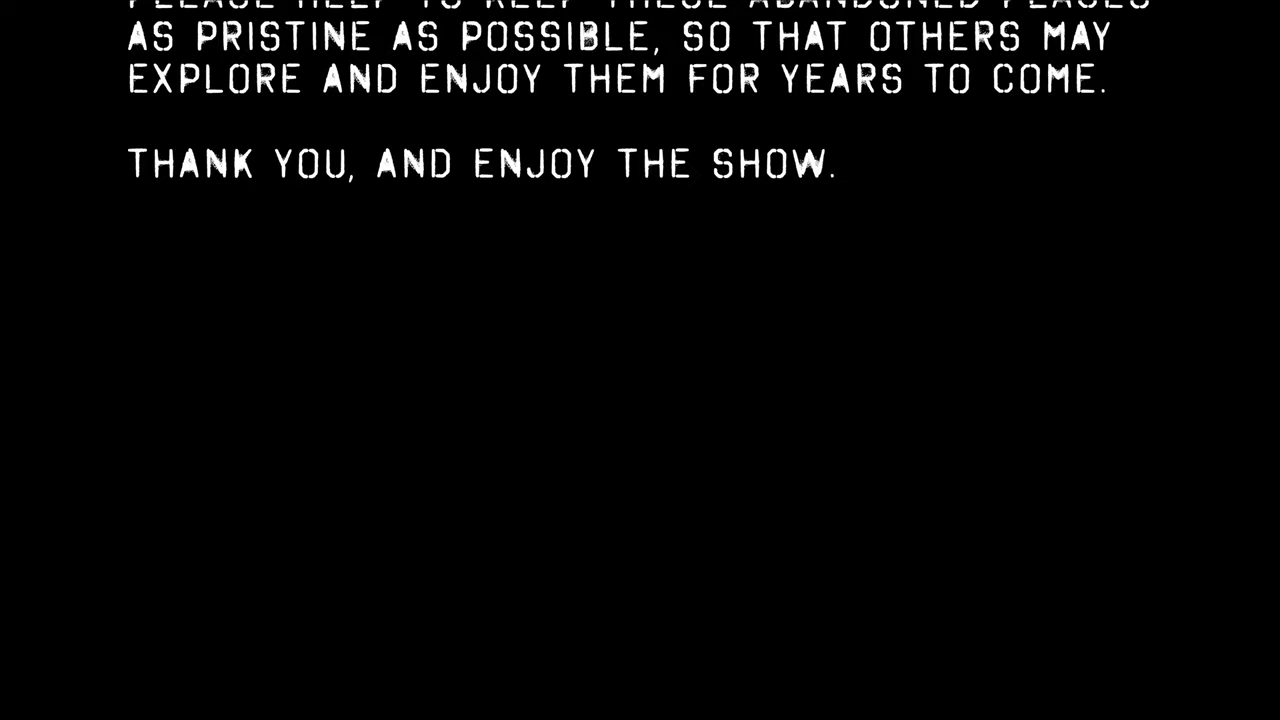 PLEASE HELP TO KEEP THESE ABANDONED PLACES
AS PRISTINE AS POSSIBLE, SO THAT OTHERS MAY
EXPLORE AND ENJOY THEM FOR YEARS TO COME.
THANK YOU, AND ENJOY THE SHOW.